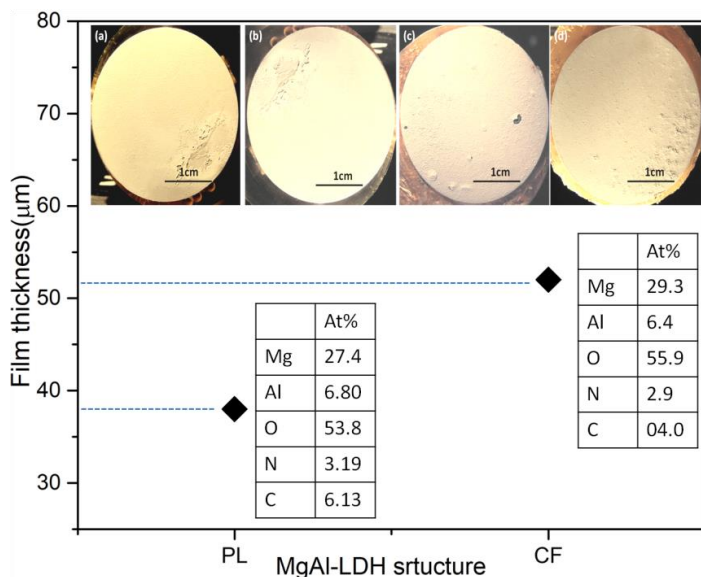 (a) (b) (c) (d)
1cm 1cm 1cm 1cm
Film thickness(μm)
80
70
60
50
40
30
At%
Mg 29.3
Al 6.4
O 55.9
N 2.9
C 04.0
At%
Mg 27.4
Al 6.80
O 53.8
N 3.19
C 6.13
PL CF
MgAl-LDH srtucture